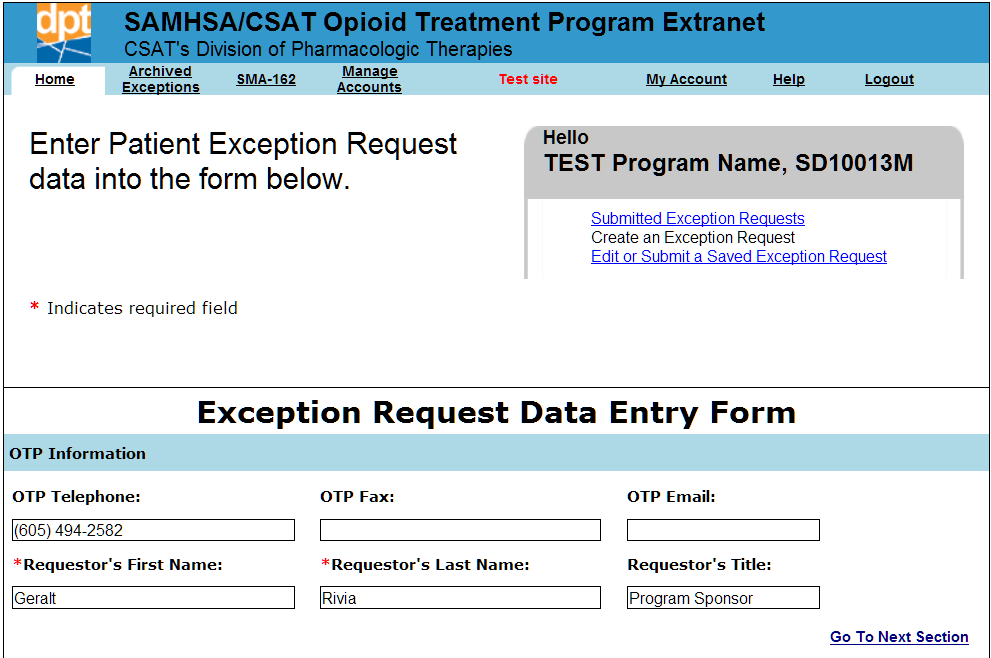 dpt
SAMHSA/CSAT Opioid Treatment Program Extranet
CSAT's Division of Pharmacologic Therapies
Home
Archived
Exceptions
SMA-162
Manage
Accounts
Test site
My Account
Help
Logout
Enter Patient Exception Request
data into the form below.
Hello
TEST Program Name, SD10013M
Submitted Exception Requests
Create an Exception Request
Edit or Submit a Saved Exception Request
* Indicates required field
Exception Request Data Entry Form
OTP Information
OTP Telephone: OTP Fax: OTP Email:
(605) 494-2582
*Requestor's First Name: *Requestor's Last Name: Requestor's Title:
Geralt Rivia Program Sponsor
Go To Next Section